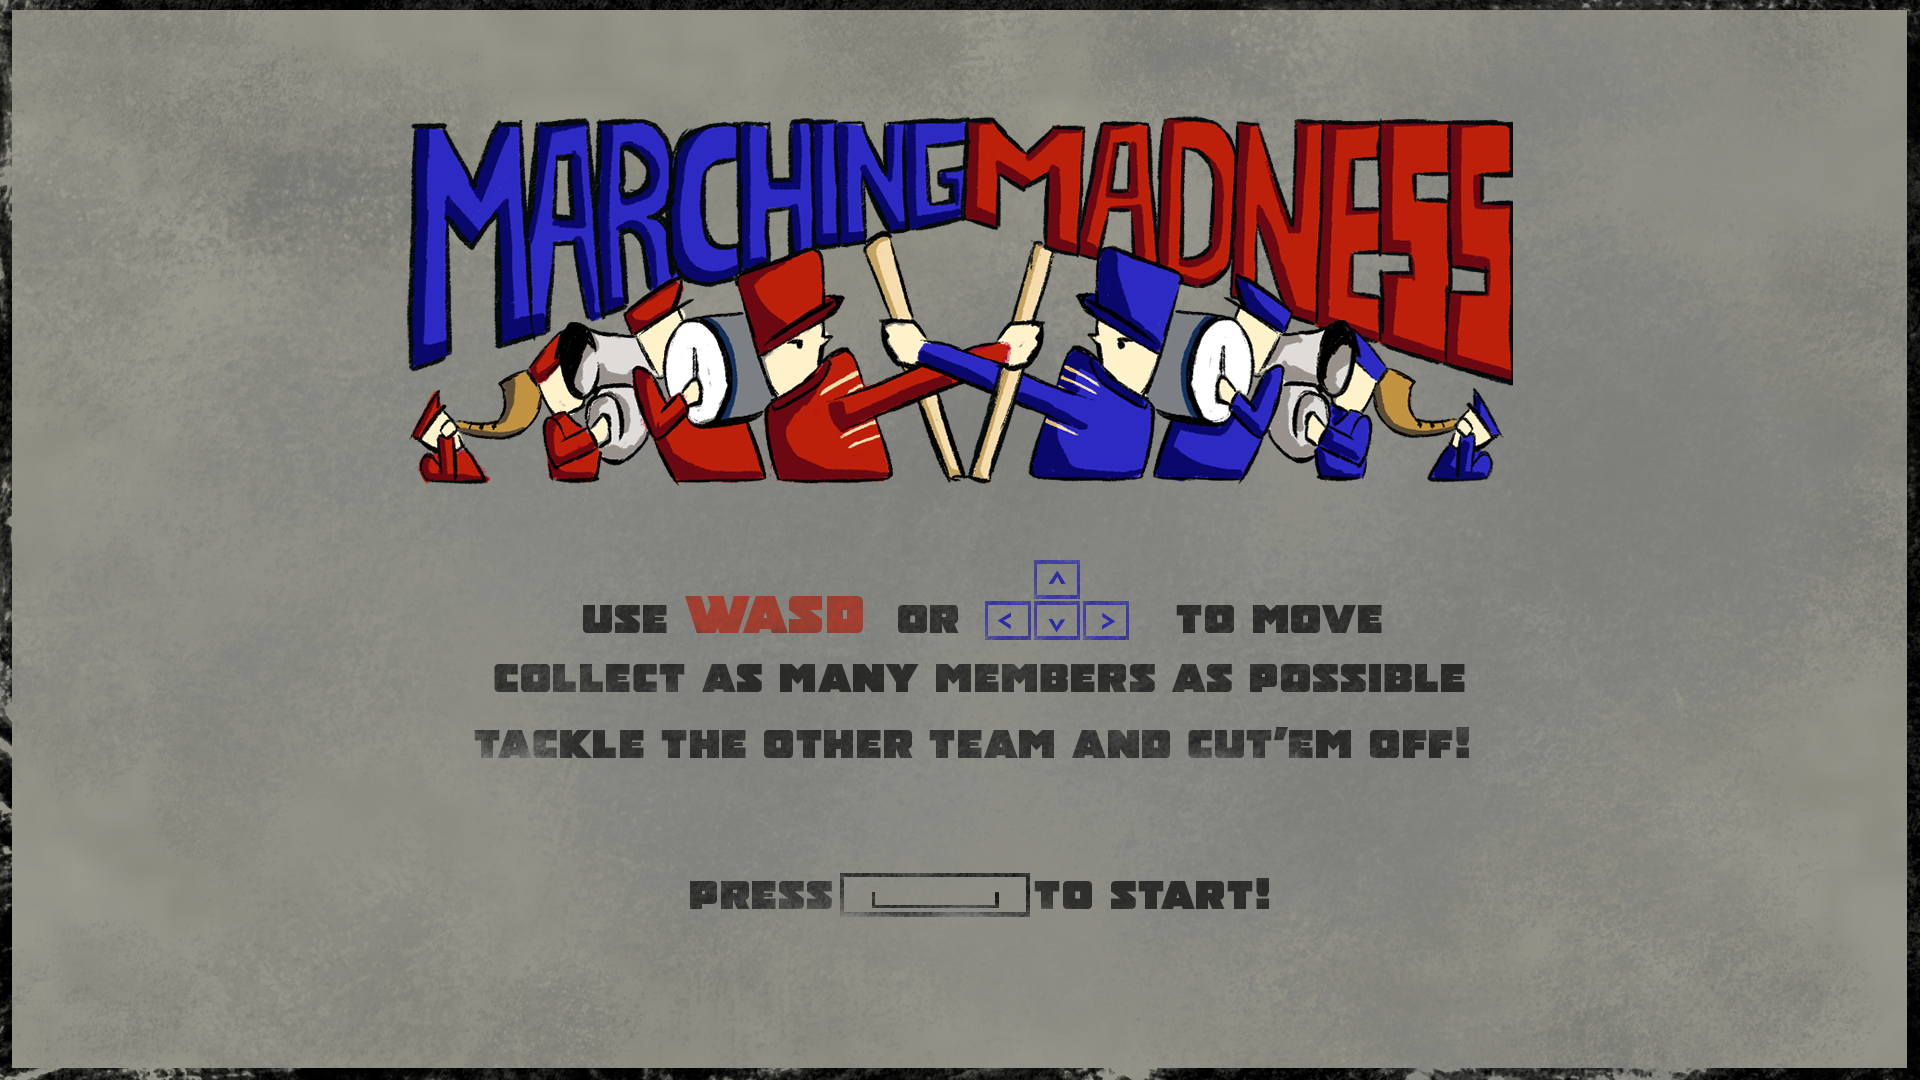 MARCHING MADNESS
USE WASD OR ^ < v > TO MOVE
COLLECT AS MANY MEMBERS AS POSSIBLE
TACKLE THE OTHER TEAM AND CUT'EM OFF!
PRESS TO START!